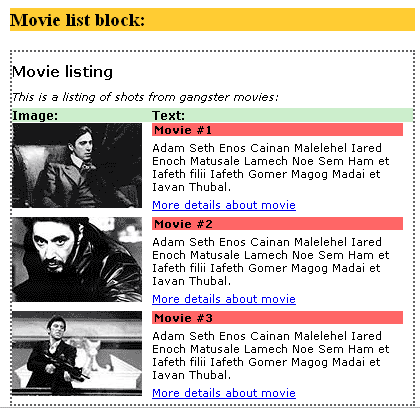 Movie list block:
Movie listing
This is a listing of shots from gangster movies:
Image: Text:
Movie #1
Adam Seth Enos Cainan Malelehel Iared
Enoch Matusale Lamech Noe Sem Ham et
Iafeth filii Iafeth Gomer Magog Madai et
Iavan Thubal.
More details about movie
Movie #2
Adam Seth Enos Cainan Malelehel Iared
Enoch Matusale Lamech Noe Sem Ham et
Iafeth filii Iafeth Gomer Magog Madai et
Iavan Thubal.
More details about movie
Movie #3
Adam Seth Enos Cainan Malelehel Iared
Enoch Matusale Lamech Noe Sem Ham et
Iafeth filii Iafeth Gomer Magog Madai et
Iavan Thubal.
More details about movie